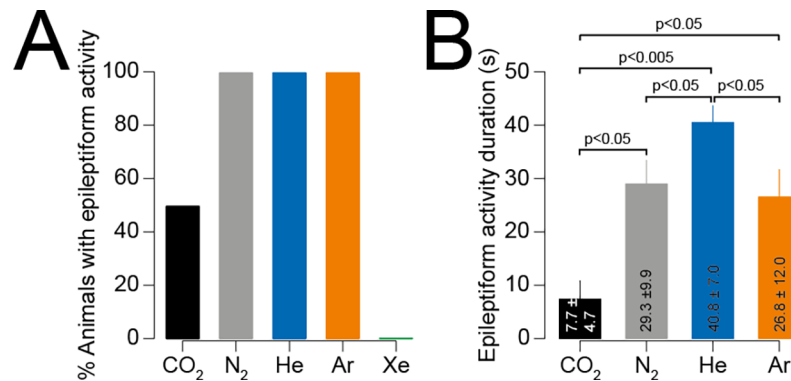 A
% Animals with epileptiform activity
100
80
60
40
20
0
CO₂ N₂ He Ar Xe
B
Epileptiform activity duration (s)
50
40
30
20
10
0
p<0.05
p<0.005
p<0.05 p<0.05
p<0.05
7.7 ±
4.7
29.3 ±9.9
40.8 ± 7.0
26.8 ± 12.0
CO₂ N₂ He Ar